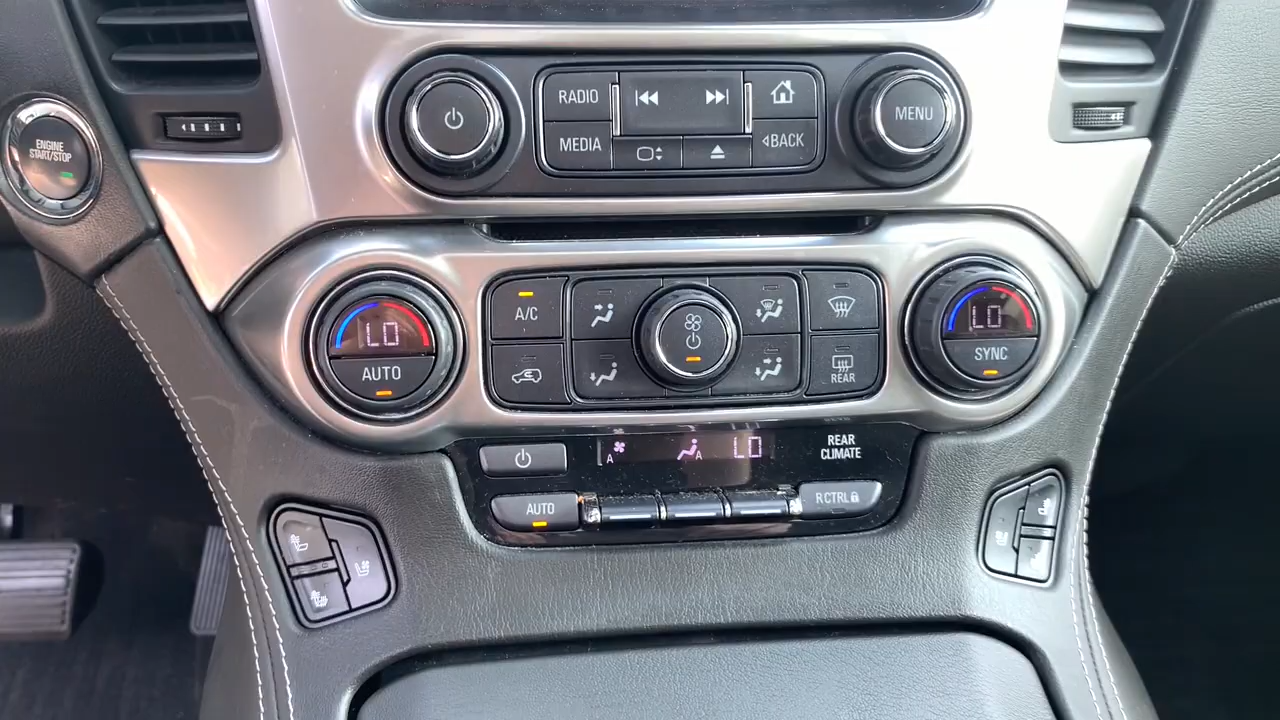 ENGINE
START/STOP
RADIO
MEDIA
BACK
MENU
LO
AUTO
A/C
REAR
LO
SYNC
A
A
LO
REAR
CLIMATE
AUTO
RCTRL